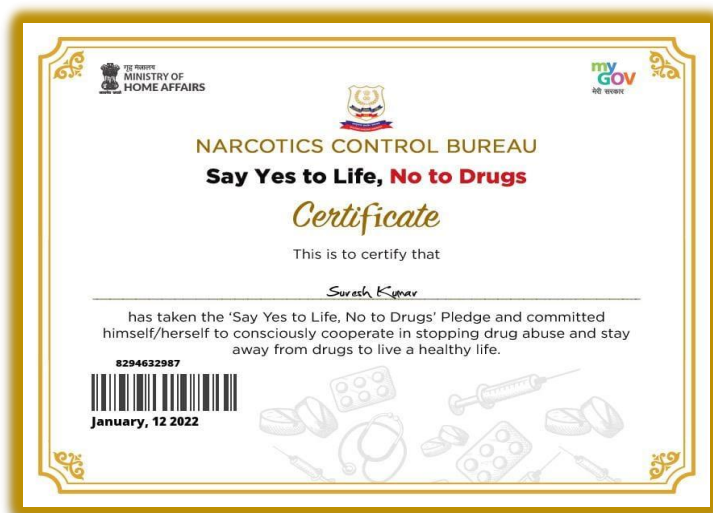 गृह मंत्रालय
MINISTRY OF
HOME AFFAIRS
my
GOV
मेरी सरकार
NARCOTICS CONTROL BUREAU
Say Yes to Life, No to Drugs
Certificate
This is to certify that
Suresh Kumar
has taken the ‘Say Yes to Life, No to Drugs’ Pledge and committed
himself/herself to consciously cooperate in stopping drug abuse and stay
away from drugs to live a healthy life.
8294632987
January, 12 2022